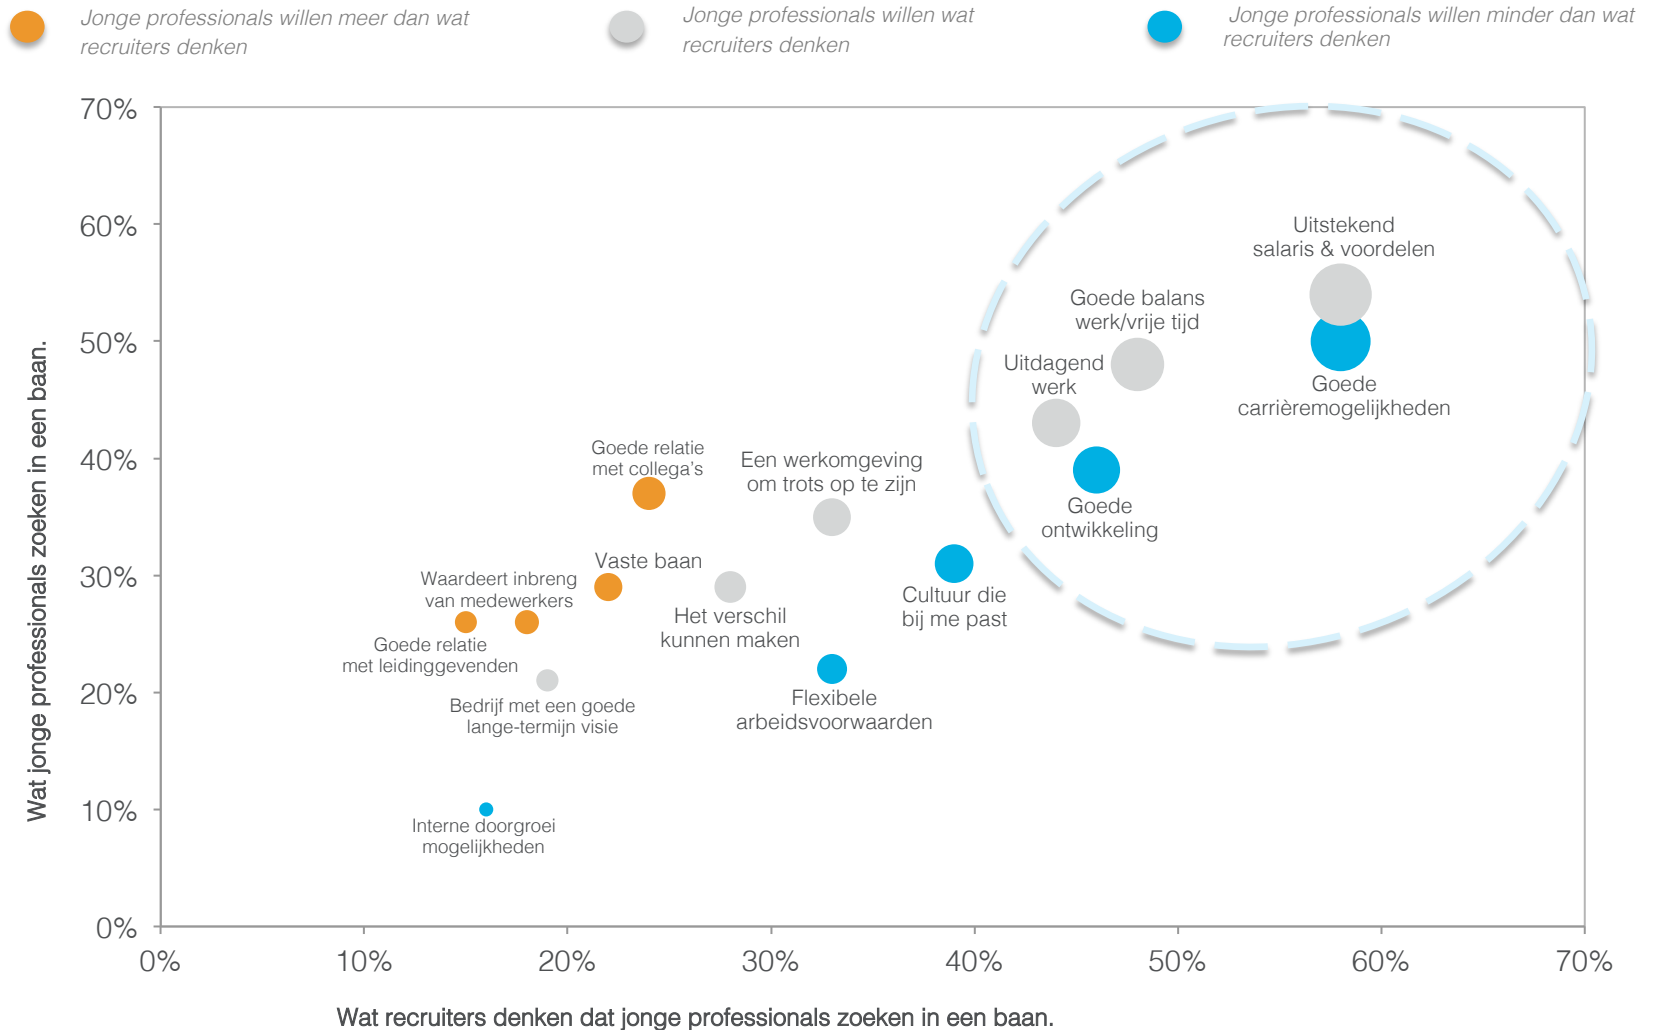 Jonge professionals willen meer dan wat
recruiters denken
Jonge professionals willen wat
recruiters denken
Jonge professionals willen minder dan wat
recruiters denken
70%
60%
50%
40%
30%
20%
10%
0%
Wat jonge professionals zoeken in een baan.
Uitstekend
salaris & voordelen
Goede balans
werk/vrije tijd
Uitdagend
werk
Goede
carrièremogelijkheden
Goede relatie
met collega's
Een werkomgeving
om trots op te zijn
Goede
ontwikkeling
Vaste baan
Waardeert inbreng
van medewerkers
Cultuur die
bij me past
Het verschil
kunnen maken
Goede relatie
met leidinggevenden
Bedrijf met een goede
lange-termijn visie
Flexibele
arbeidsvoorwaarden
Interne doorgroei
mogelijkheden
0%
10%
20%
30%
40%
50%
60%
70%
Wat recruiters denken dat jonge professionals zoeken in een baan.